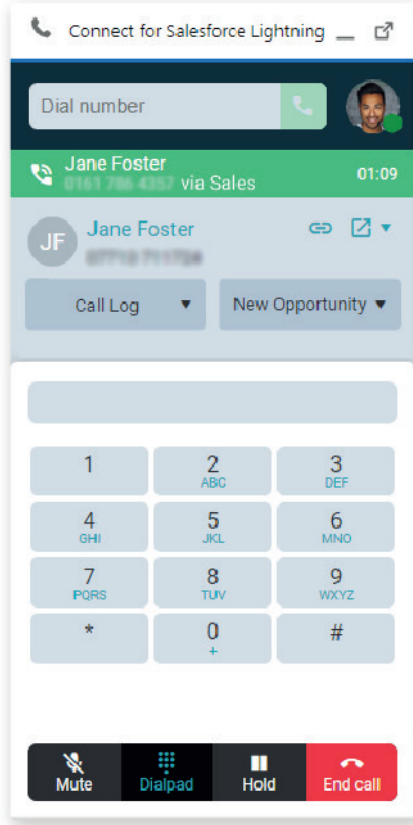 Connect for Salesforce Lightning
Dial number
Jane Foster
via Sales
01:09
JF
Jane Foster
Call Log
New Opportunity
1
2
3
ABC
DEF
4
5
6
GHI
JKL
MNO
7
8
9
PQRS
TUV
WXYZ
*
0
#
+
Mute
Dialpad
Hold
End call